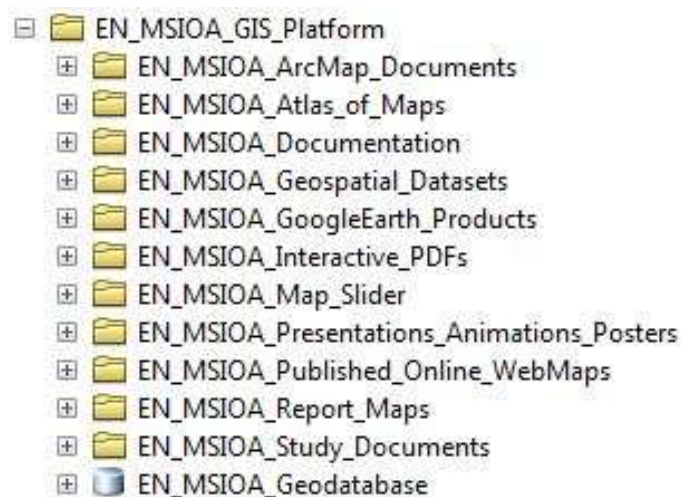 EN_MSIOA_GIS_Platform
EN_MSIOA_ArcMap_Documents
EN_MSIOA_Atlas_of_Maps
EN_MSIOA_Documentation
EN_MSIOA_Geospatial_Datasets
EN_MSIOA_GoogleEarth_Products
EN_MSIOA_Interactive_PDFs
EN_MSIOA_Map_Slider
EN_MSIOA_Presentations_Animations_Posters
EN_MSIOA_Published_Online_WebMaps
EN_MSIOA_Report_Maps
EN_MSIOA_Study_Documents
EN_MSIOA_Geodatabase